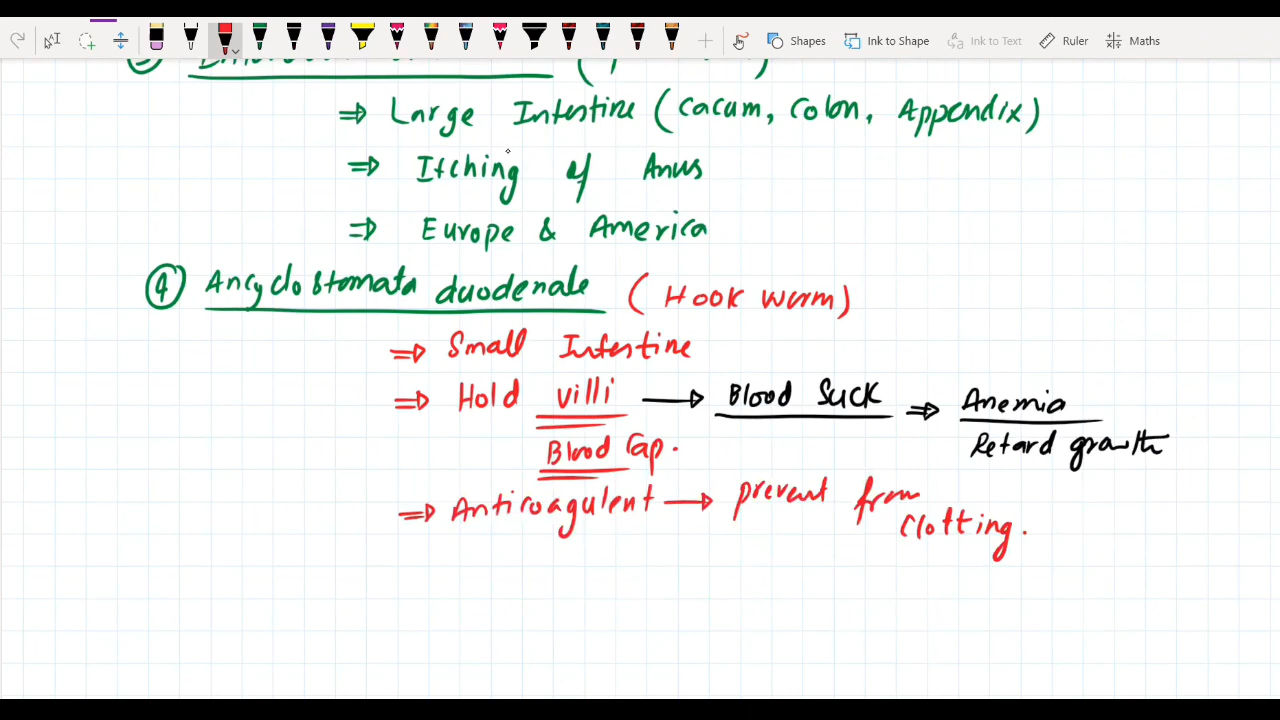 Shapes Ink to Shape Ink to Text Ruler Maths
⇒ Large Intestine (Cacum, Colon, Appendix)
⇒ Itching of Anus
⇒ Europe & America
④ Ancyclostomata duodenale (Hook worm)
⇒ Small Intestine
⇒ Hold villi → Blood Suck ⇒ Anemia
Retard growth
Blood Cap.
⇒ Anticoagulent → prevent from
Clotting.